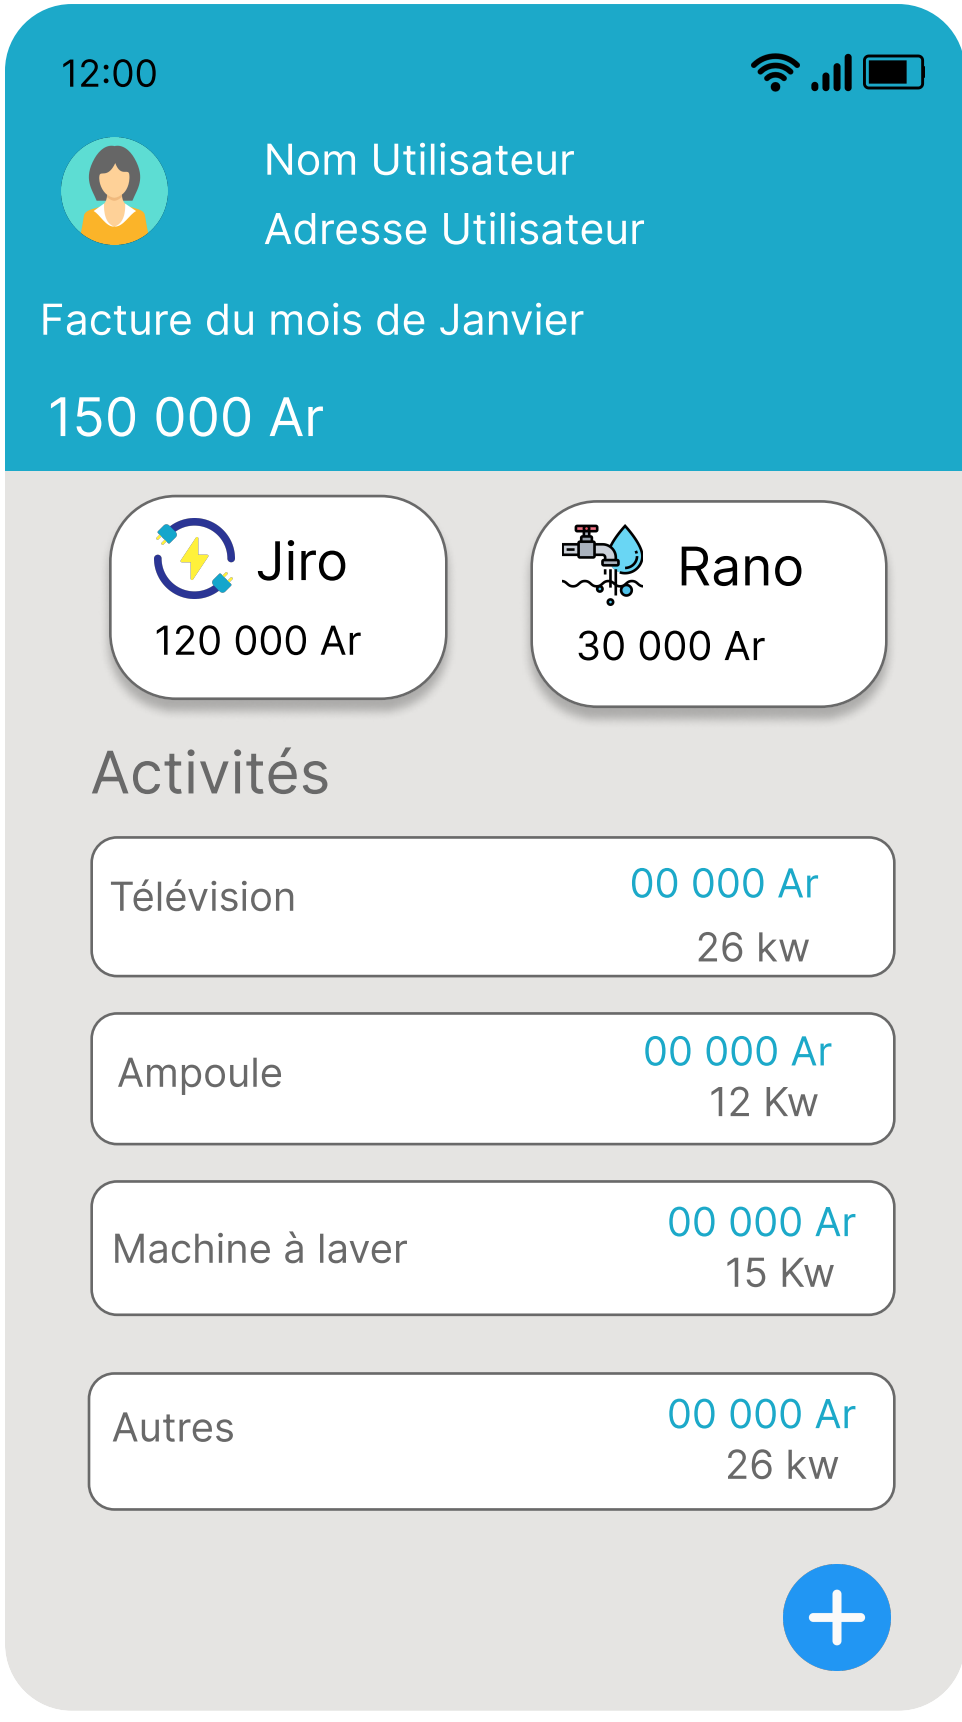 12:00
Nom Utilisateur
Adresse Utilisateur
Facture du mois de Janvier
150 000 Ar
Jiro
120 000 Ar
Rano
30 000 Ar
Activités
Télévision
00 000 Ar
26 kw
Ampoule
00 000 Ar
12 Kw
Machine à laver
00 000 Ar
15 Kw
Autres
00 000 Ar
26 kw